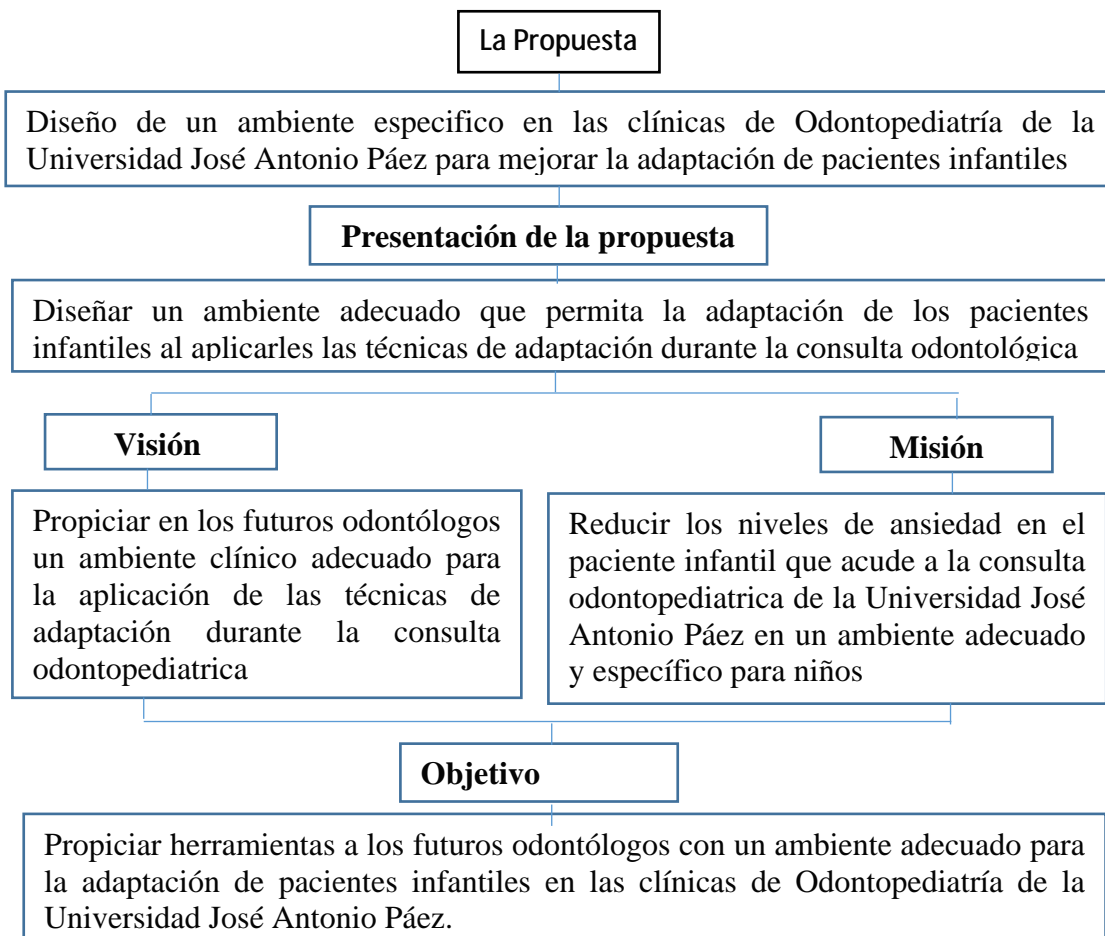 La Propuesta
Diseño de un ambiente especifico en las clínicas de Odontopediatría de la
Universidad José Antonio Páez para mejorar la adaptación de pacientes infantiles
Presentación de la propuesta
Diseñar un ambiente adecuado que permita la adaptación de los pacientes
infantiles al aplicarles las técnicas de adaptación durante la consulta odontológica
Visión
Propiciar en los futuros odontólogos
un ambiente clínico adecuado para
la aplicación de las técnicas de
adaptación durante la consulta
odontopediatrica
Misión
Reducir los niveles de ansiedad en el
paciente infantil que acude a la consulta
odontopediatrica de la Universidad José
Antonio Páez en un ambiente adecuado
y específico para niños
Objetivo
Propiciar herramientas a los futuros odontólogos con un ambiente adecuado para
la adaptación de pacientes infantiles en las clínicas de Odontopediatría de la
Universidad José Antonio Páez.